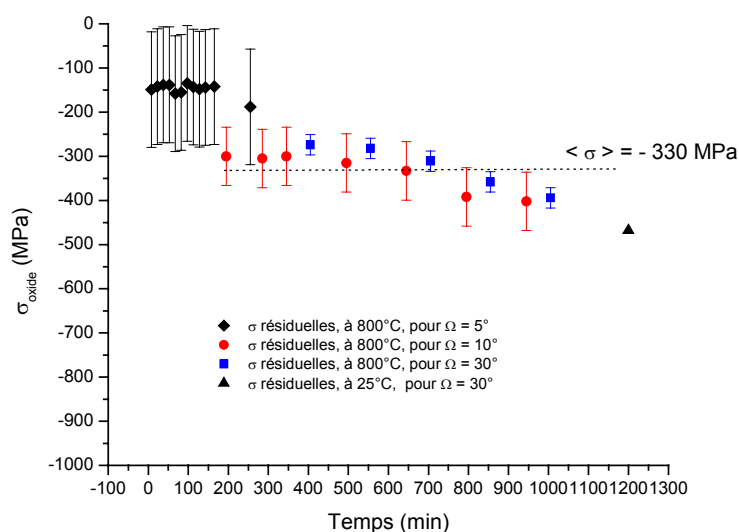 0
-100
-200
-300
-400
-500
-600
-700
-800
-900
-1000
σoxide (MPa)
< σ > = - 330 MPa
σ résiduelles, à 800°C, pour Ω = 5°
σ résiduelles, à 800°C, pour Ω = 10°
σ résiduelles, à 800°C, pour Ω = 30°
σ résiduelles, à 25°C, pour Ω = 30°
-100 0 100 200 300 400 500 600 700 800 900 1000 1100 1200 1300
Temps (min)